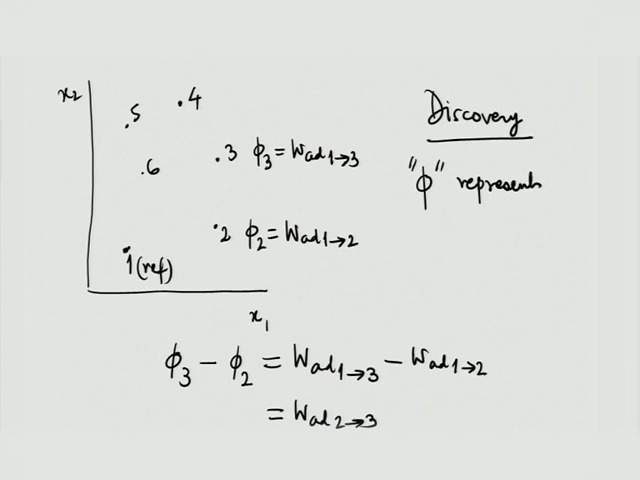 x₂
.5
.4
Discovery
.6
.3 ϕ₃ = Wad₁→₃
"ϕ" represents
.2 ϕ₂ = Wad₁→₂
1(ref)
x₁
ϕ₃ − ϕ₂ = Wad₁→₃ − Wad₁→₂
= Wad₂→₃